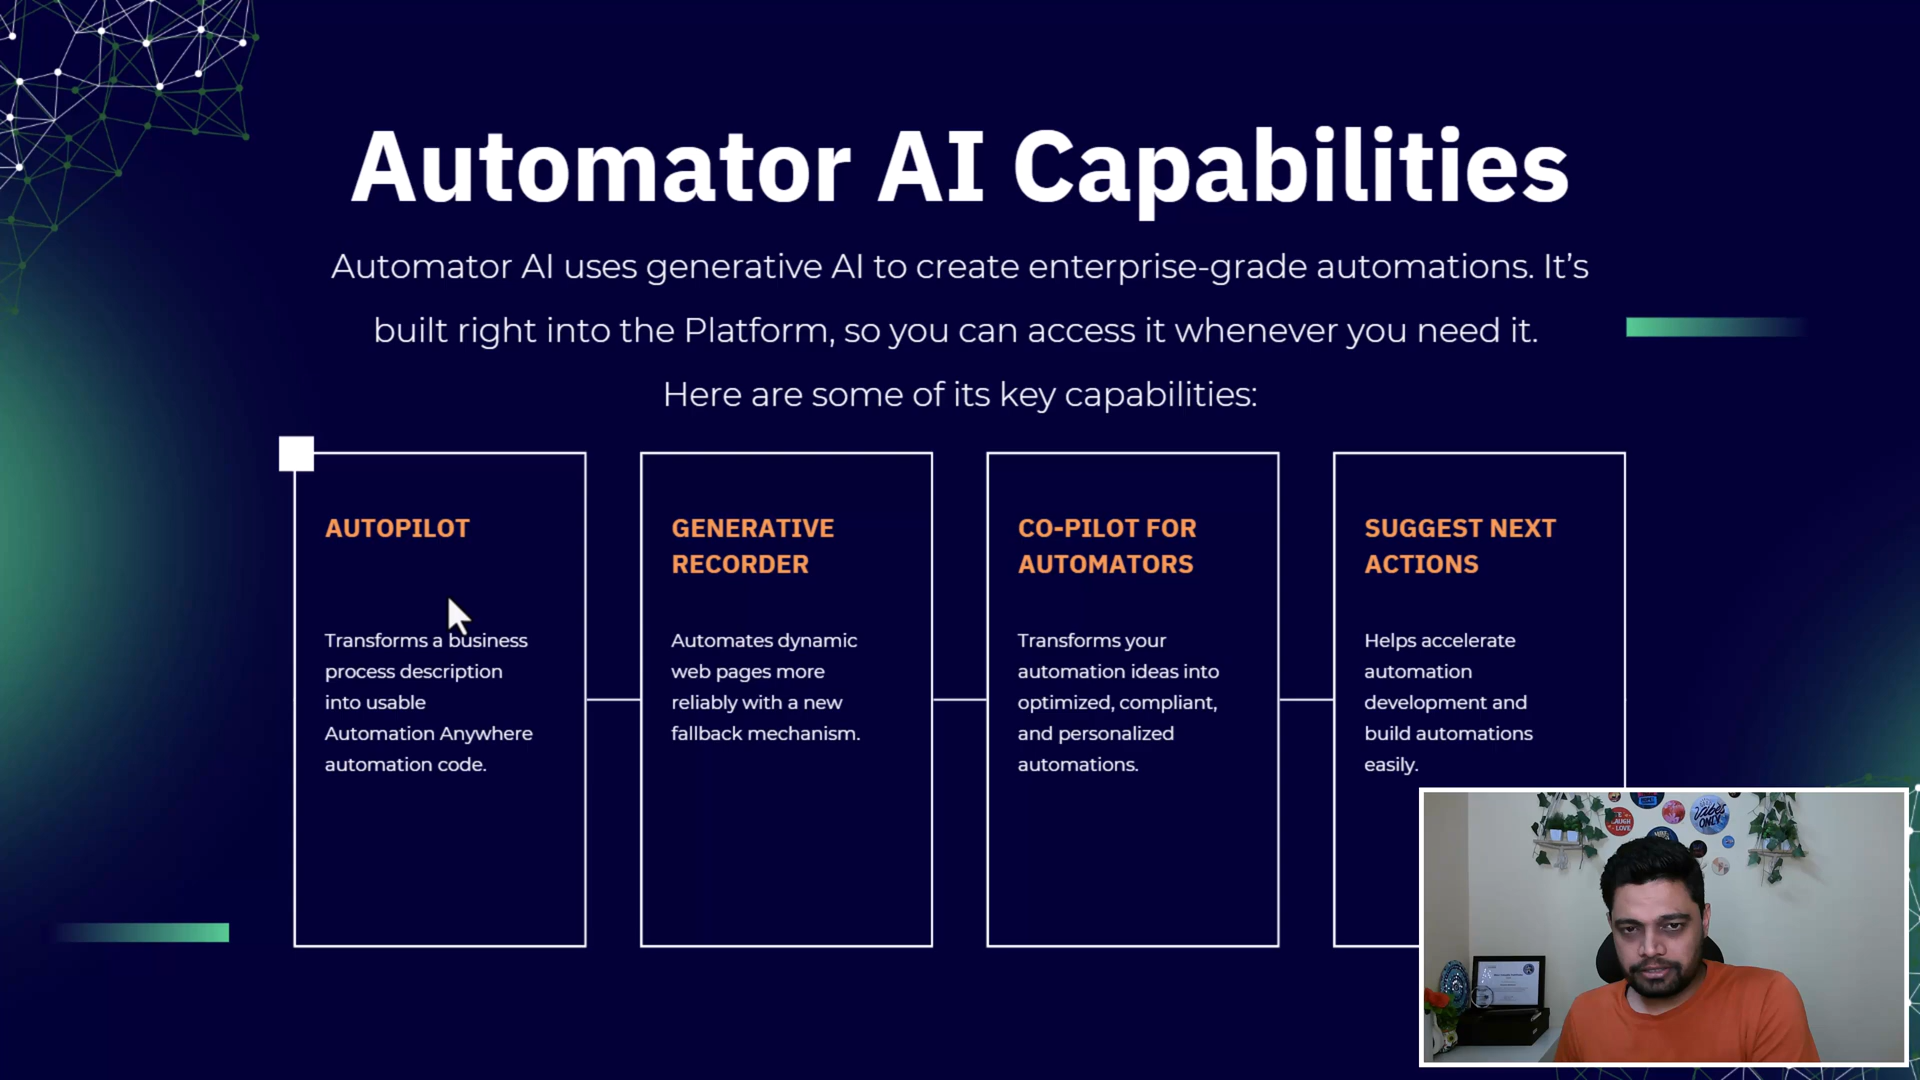 Automator AI Capabilities
Automator AI uses generative AI to create enterprise-grade automations. It's
built right into the Platform, so you can access it whenever you need it.
Here are some of its key capabilities:
AUTOPILOT
Transforms a business
process description
into usable
Automation Anywhere
automation code.
GENERATIVE
RECORDER
Automates dynamic
web pages more
reliably with a new
fallback mechanism.
CO-PILOT FOR
AUTOMATORS
Transforms your
automation ideas into
optimized, compliant,
and personalized
automations.
SUGGEST NEXT
ACTIONS
Helps accelerate
automation
development and
build automations
easily.
Vibes
ONLY
LAUGH
LOVE